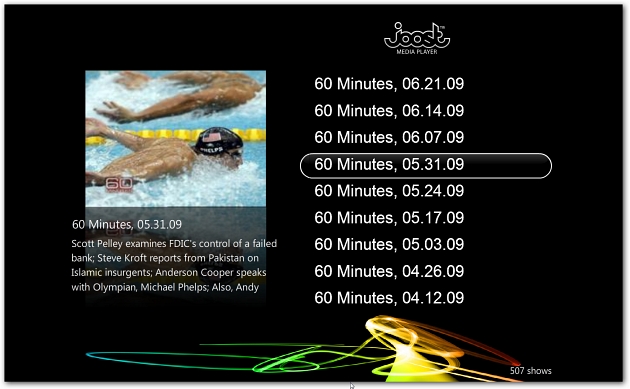 joost™
MEDIA PLAYER
60 Minutes, 06.21.09
60 Minutes, 06.14.09
60 Minutes, 06.07.09
60 Minutes, 05.31.09
60 Minutes, 05.24.09
60 Minutes, 05.17.09
60 Minutes, 05.03.09
60 Minutes, 04.26.09
60 Minutes, 04.12.09
PHELPS
60
60 Minutes, 05.31.09
Scott Pelley examines FDIC's control of a failed
bank; Steve Kroft reports from Pakistan on
Islamic insurgents; Anderson Cooper speaks
with Olympian, Michael Phelps; Also, Andy
507 shows